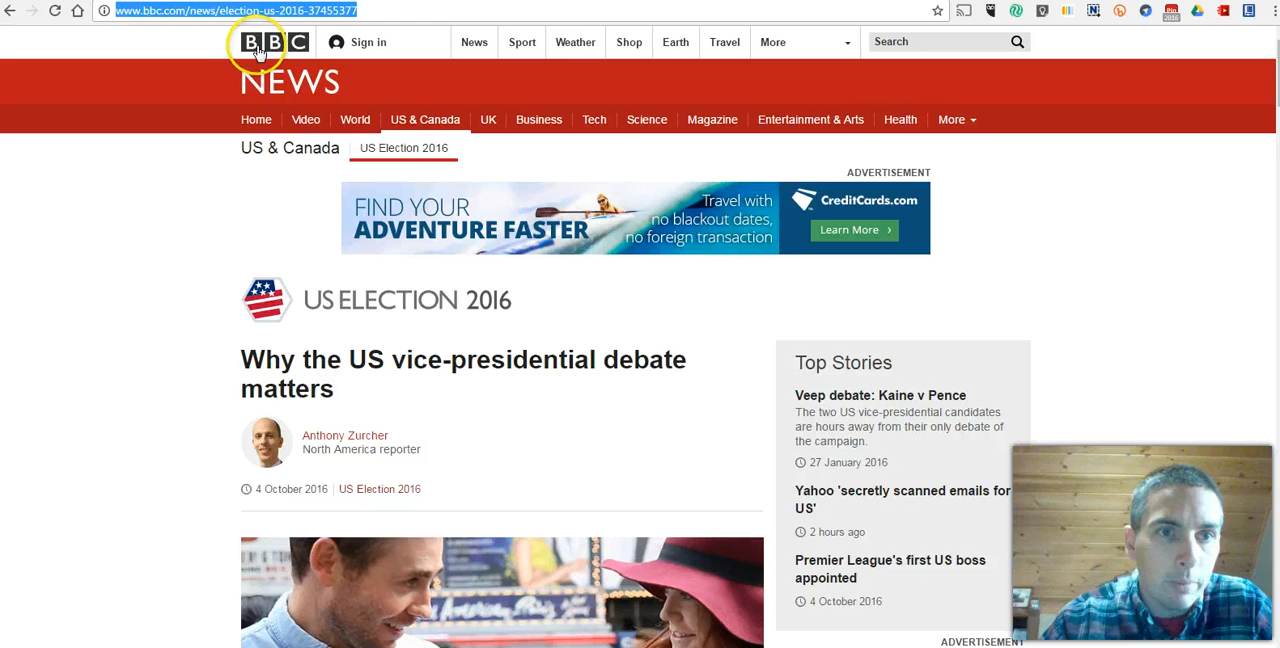 www.bbc.com/news/election-us-2016-37455377
BBC Sign in News Sport Weather Shop Earth Travel More Search
NEWS
Home Video World US & Canada UK Business Tech Science Magazine Entertainment & Arts Health More
US & Canada US Election 2016
ADVERTISEMENT
FIND YOUR
ADVENTURE FASTER
Travel with
no blackout dates,
no foreign transaction
CreditCards.com
Learn More
US ELECTION 2016
Why the US vice-presidential debate
matters
Anthony Zurcher
North America reporter
4 October 2016 US Election 2016
Top Stories
Veep debate: Kaine v Pence
The two US vice-presidential candidates
are hours away from their only debate of
the campaign.
27 January 2016
Yahoo 'secretly scanned emails for
US'
2 hours ago
Premier League's first US boss
appointed
4 October 2016
ADVERTISEMENT